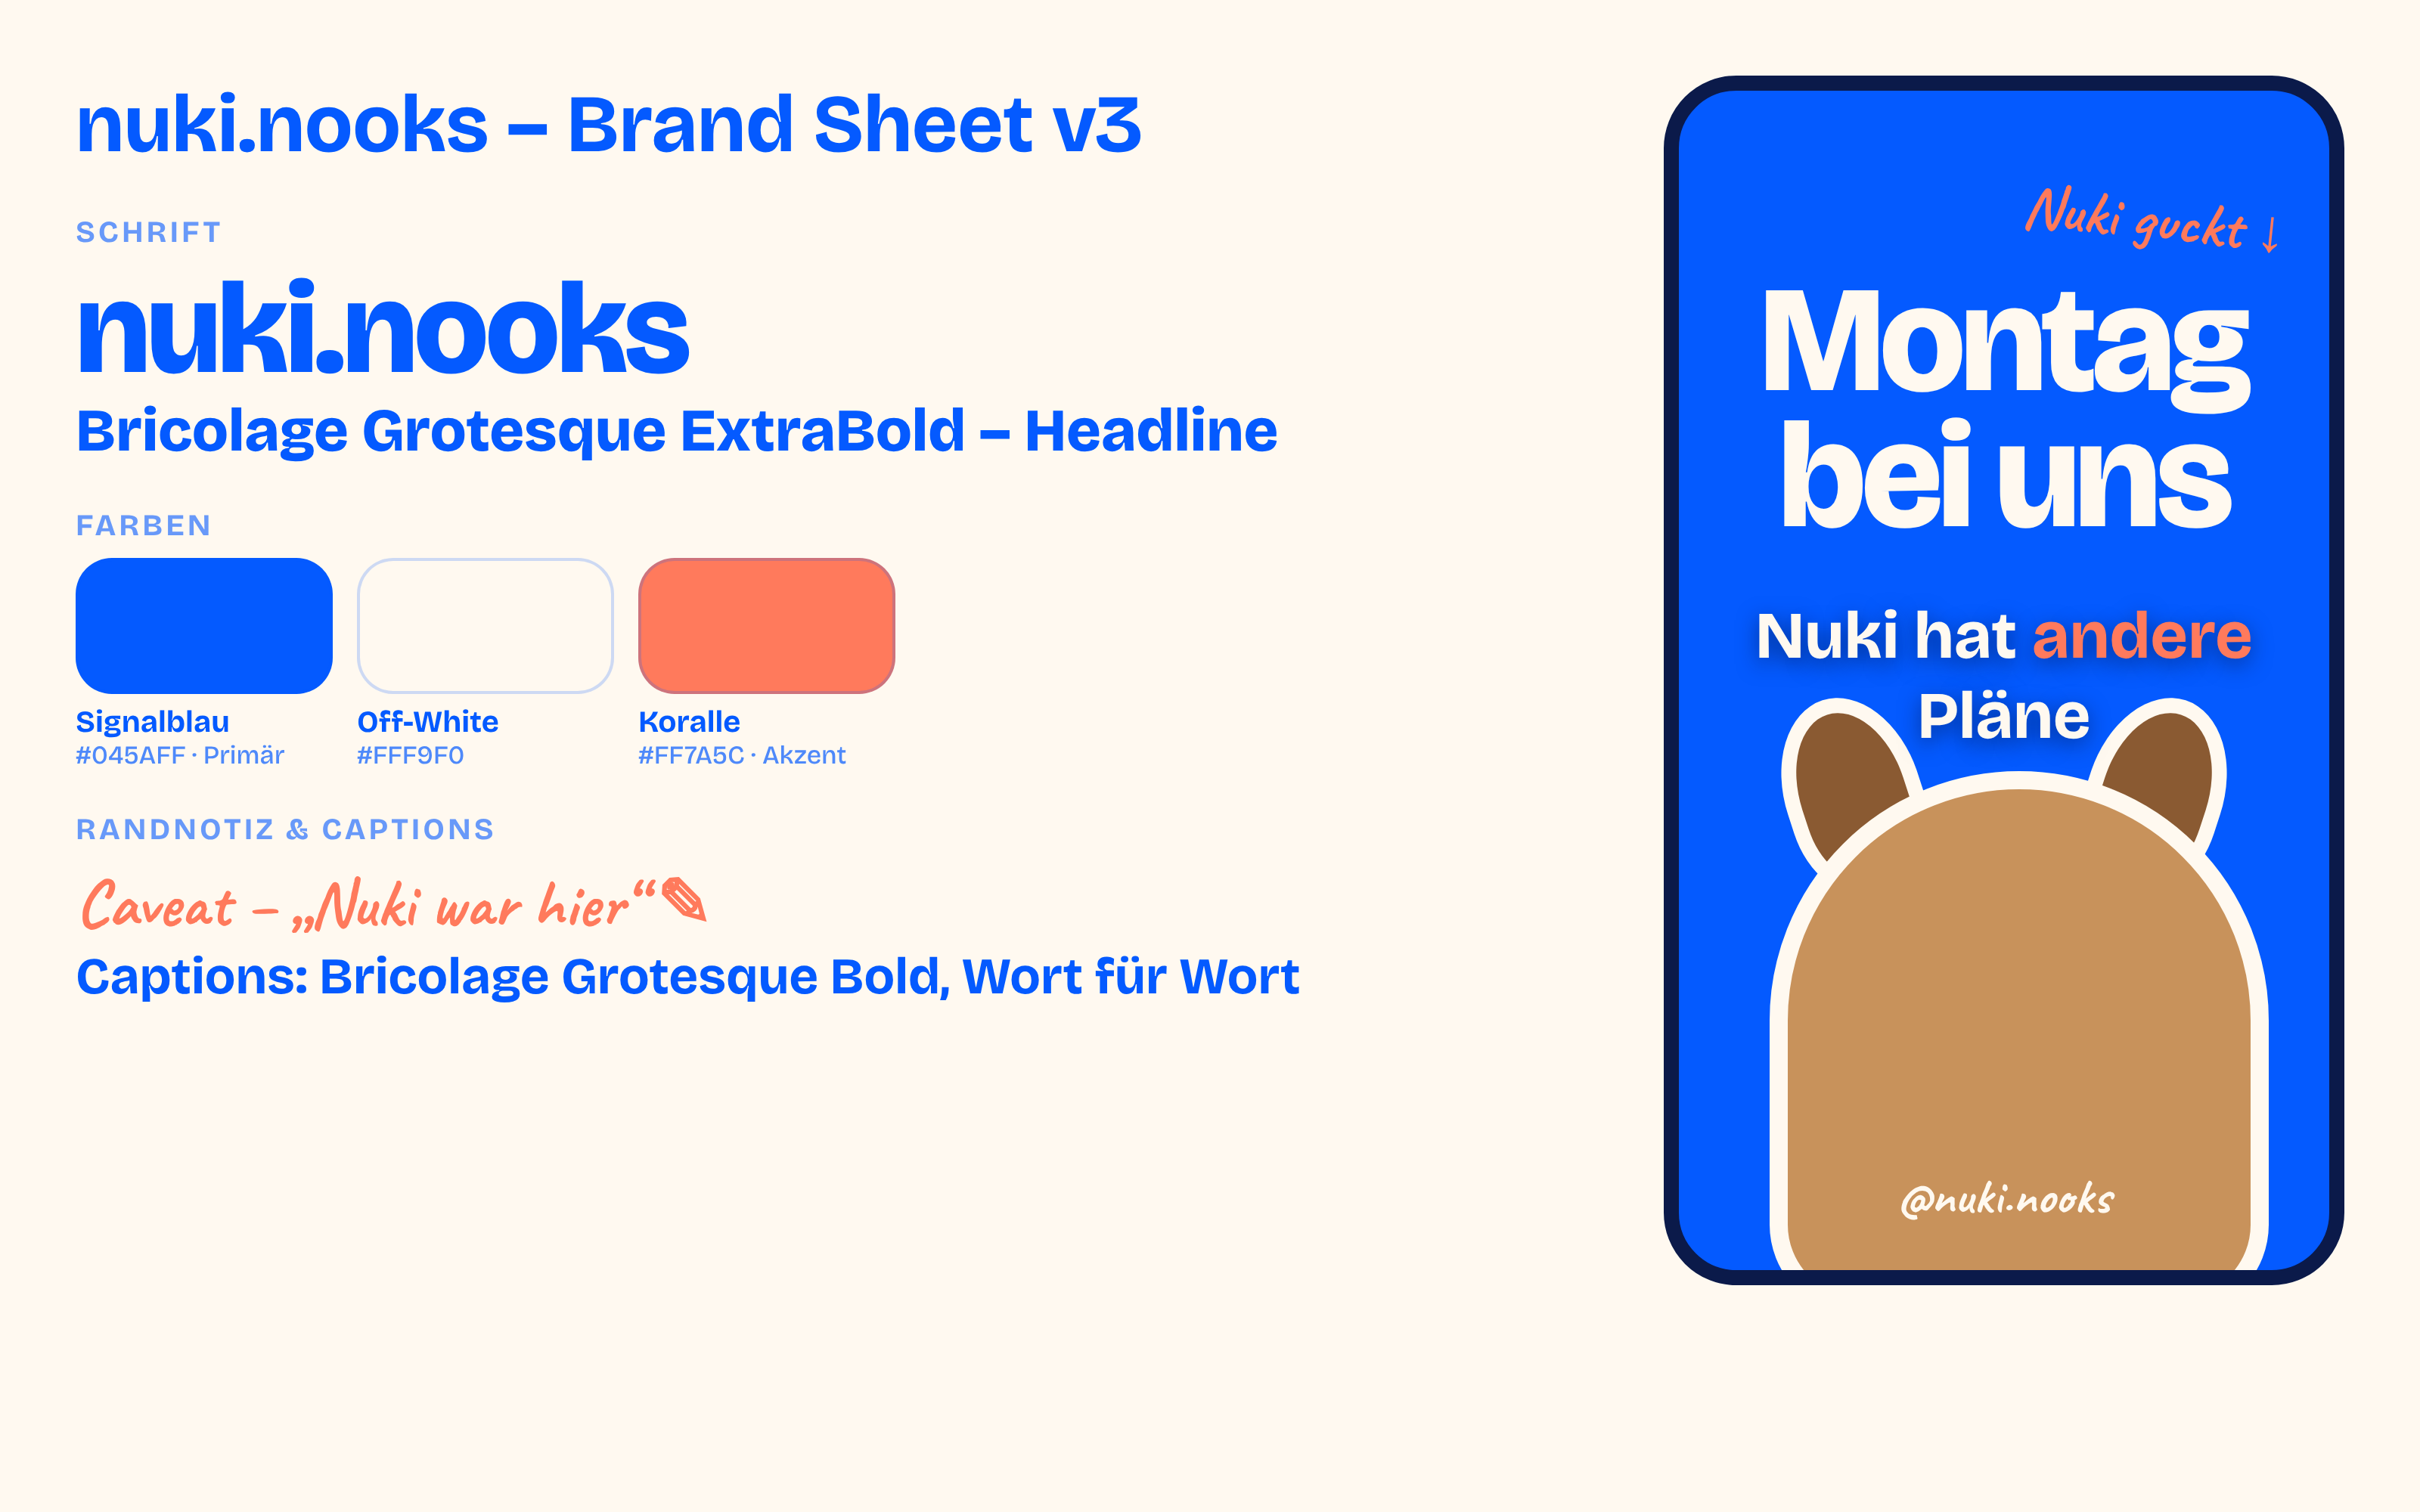 nuki.nooks – Brand Sheet v3
SCHRIFT
nuki.nooks
Bricolage Grotesque ExtraBold – Headline
FARBEN
Signalblau
#045AFF · Primär
Off-White
#FFF9F0
Koralle
#FF7A5C · Akzent
RANDNOTIZ & CAPTIONS
Caveat – „Nuki war hier“ ✎
Captions: Bricolage Grotesque Bold, Wort für Wort
Nuki guckt ↓
Montag
bei uns
Nuki hat andere
Pläne
@nuki.nooks